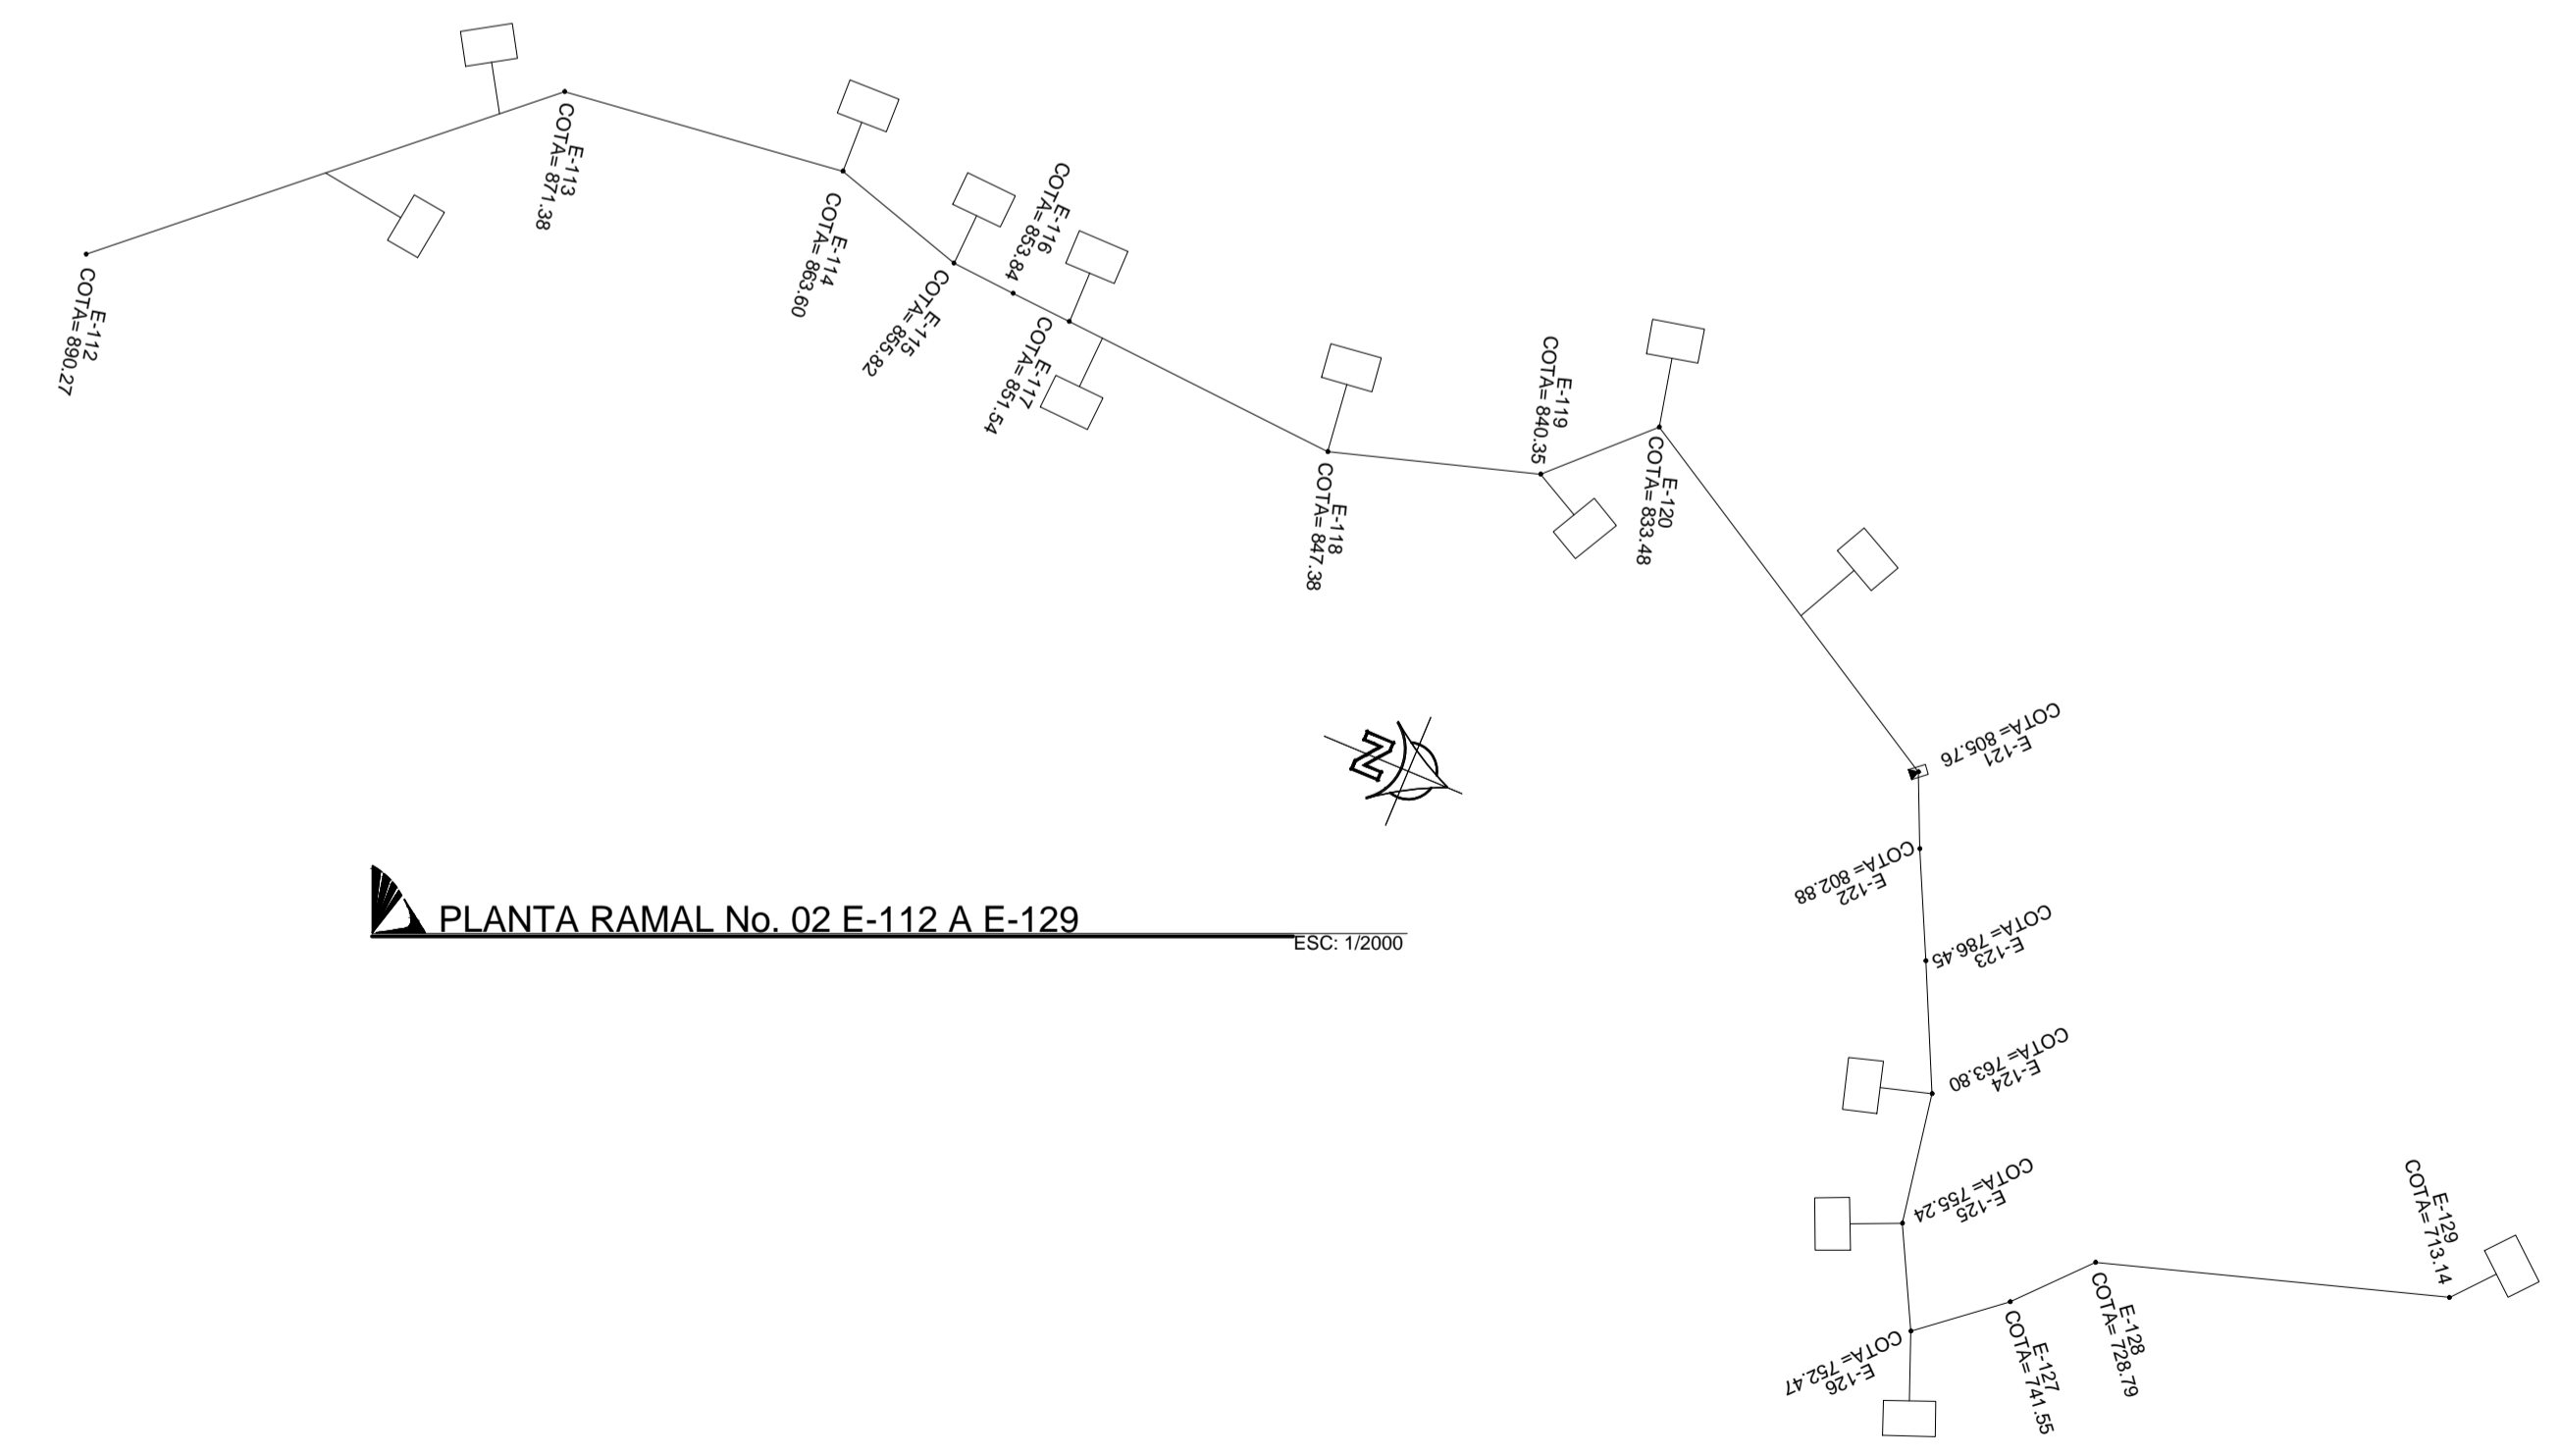 E-112
COTA= 890.27
E-113
COTA= 871.38
E-114
COTA= 863.60
E-115
COTA= 855.82
E-116
COTA= 853.84
E-117
COTA= 851.54
E-118
COTA= 847.38
E-119
COTA= 840.35
E-120
COTA= 833.48
E-121
COTA= 805.76
E-122
COTA= 802.88
E-123
COTA= 786.45
E-124
COTA= 763.80
E-125
COTA= 755.24
E-126
COTA= 752.47
E-127
COTA= 741.55
E-128
COTA= 728.79
E-129
COTA= 713.14
N
PLANTA RAMAL No. 02 E-112 A E-129
ESC: 1/2000